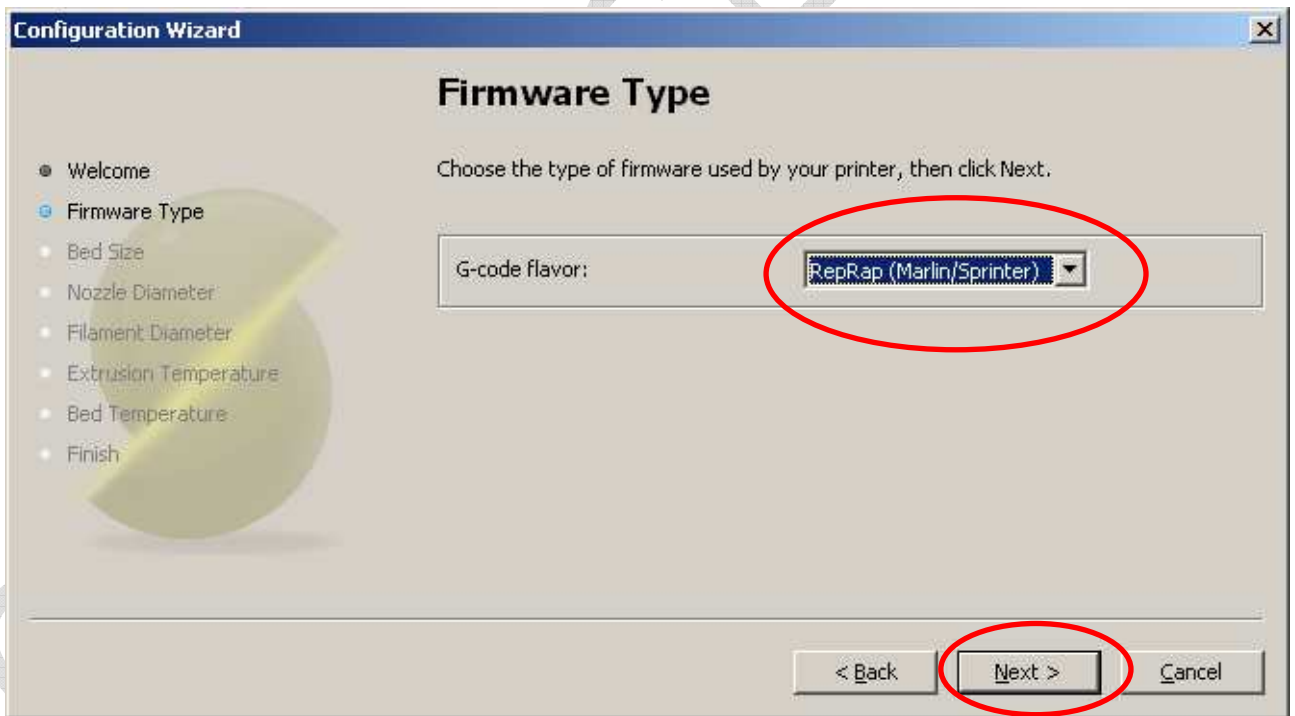 Configuration Wizard
Firmware Type
Welcome
Choose the type of firmware used by your printer, then click Next.
Firmware Type
Bed Size
G-code flavor:
RepRap (Marlin/Sprinter)
Nozzle Diameter
Filament Diameter
Extrusion Temperature
Bed Temperature
Finish
< Back
Next >
Cancel